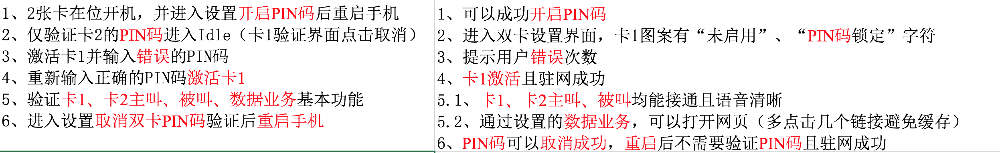 1、2张卡在位开机，并进入设置开启PIN码后重启手机
2、仅验证卡2的PIN码进入Idle（卡1验证界面点击取消）
3、激活卡1并输入错误的PIN码
4、重新输入正确的PIN码激活卡1
5、验证卡1、卡2主叫、被叫、数据业务基本功能
6、进入设置取消双卡PIN码验证后重启手机
1、可以成功开启PIN码
2、进入双卡设置界面，卡1图案有“未启用”、“PIN码锁定”字符
3、提示用户错误次数
4、卡1激活且驻网成功
5.1、卡1、卡2主叫、被叫均能接通且语音清晰
5.2、通过设置的数据业务，可以打开网页（多点击几个链接避免缓存）
6、PIN码可以取消成功，重启后不需要验证PIN码且驻网成功